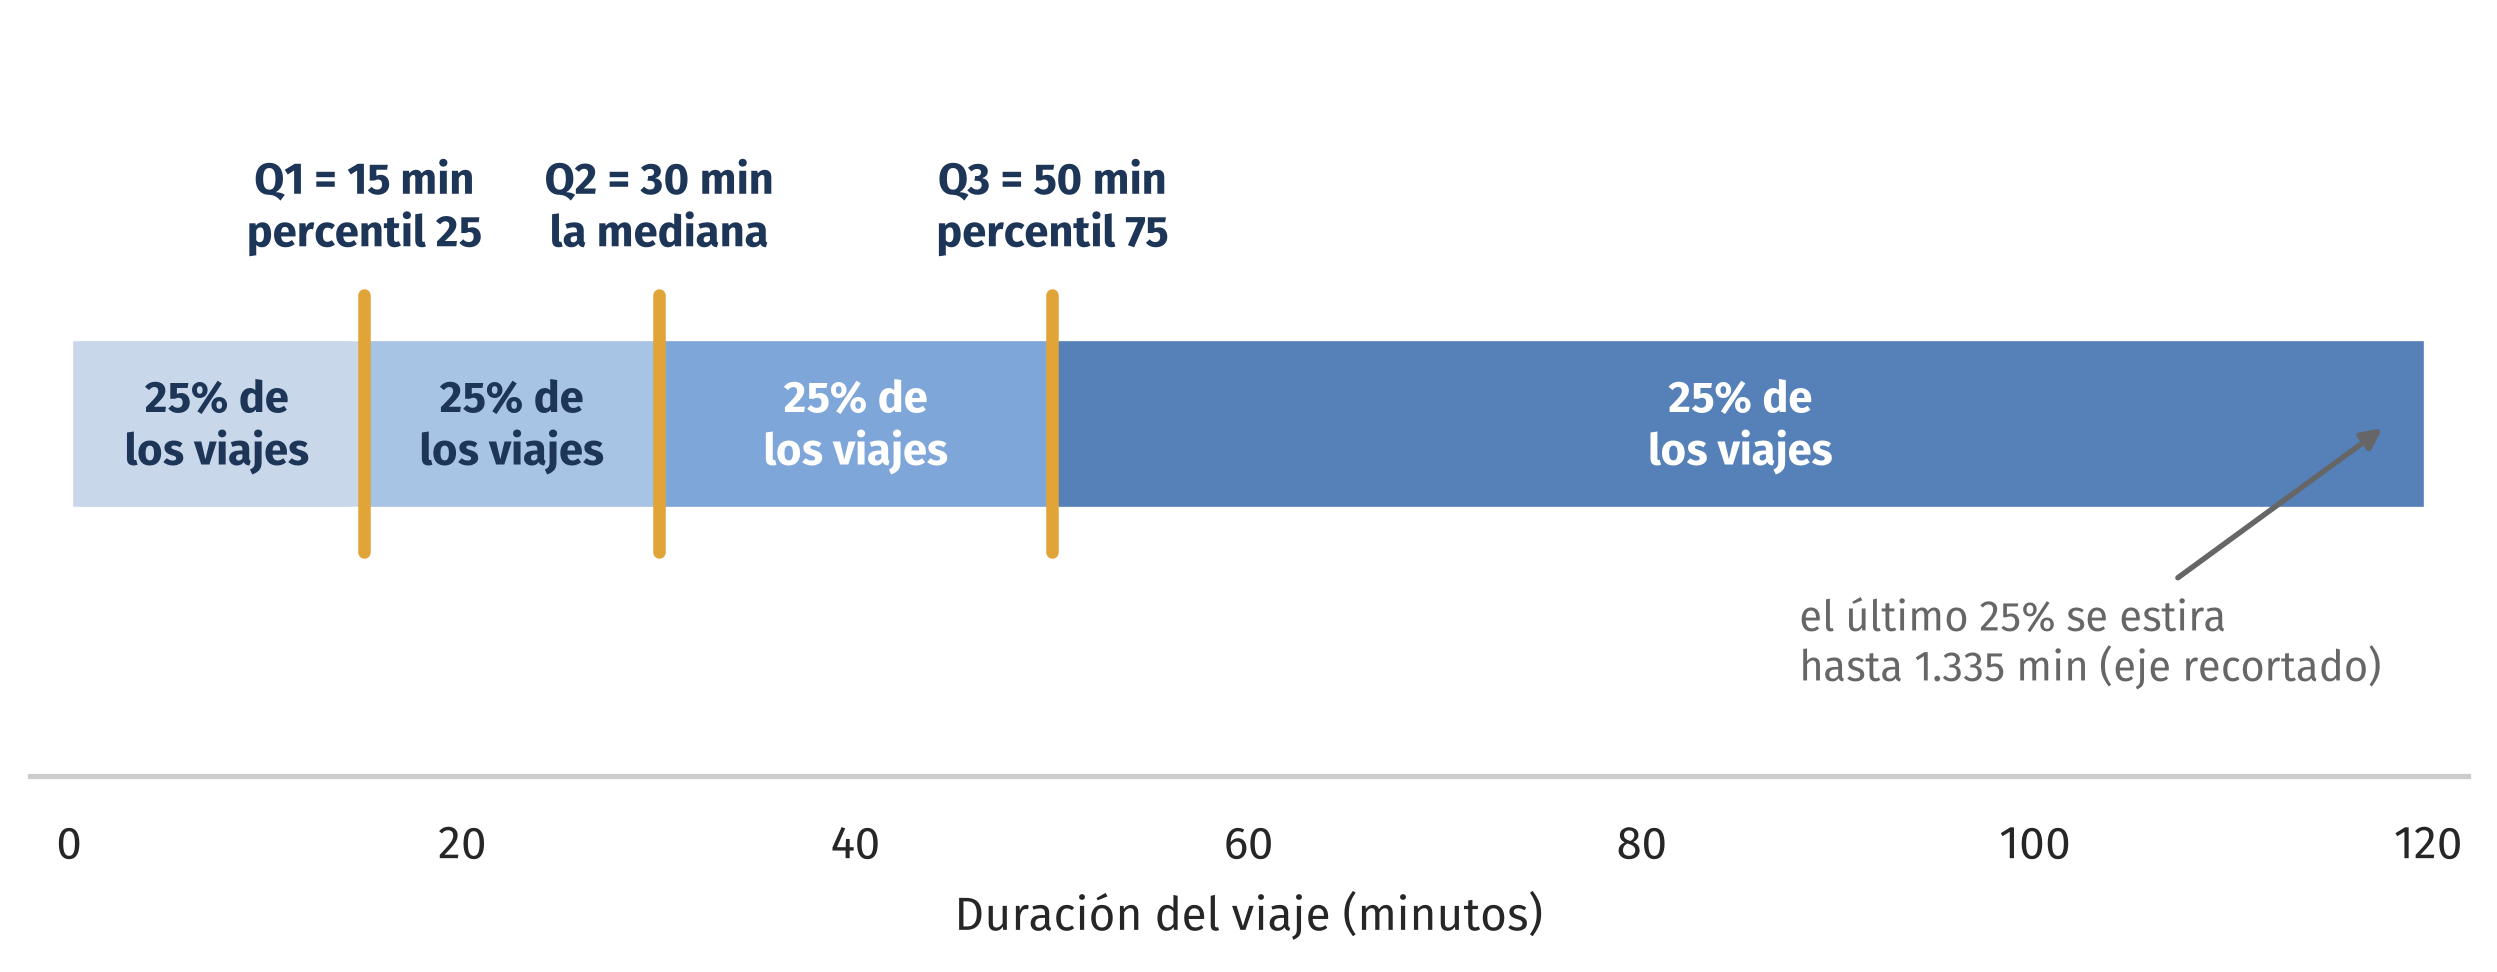 Q1 = 15 min
percentil 25
Q2 = 30 min
la mediana
Q3 = 50 min
percentil 75
25% de
los viajes
25% de
los viajes
25% de
los viajes
25% de
los viajes
el último 25% se estira
hasta 1.335 min (eje recortado)
0
20
40
60
80
100
120
Duración del viaje (minutos)